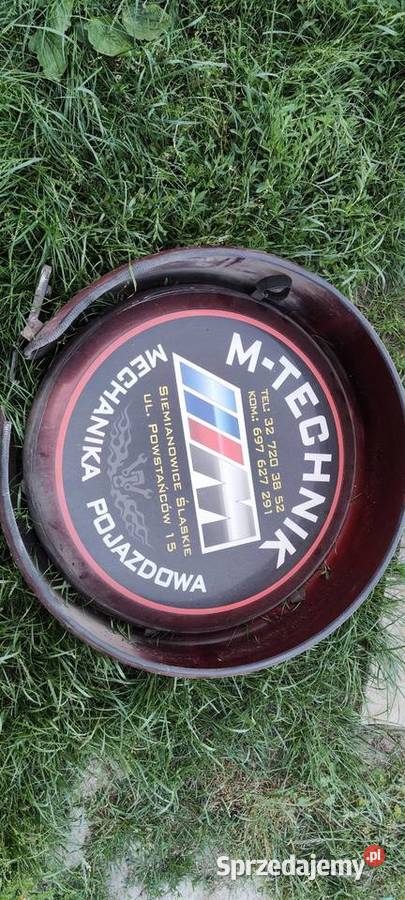 M-TECHNIK
TEL: 32 720 38 52
KOM.: 697 627 291
M
SIEMIANOWICE ŚLĄSKIE
UL. POWSTAŃCÓW 15
MECHANIKA POJAZDOWA
Sprzedajemy.pl